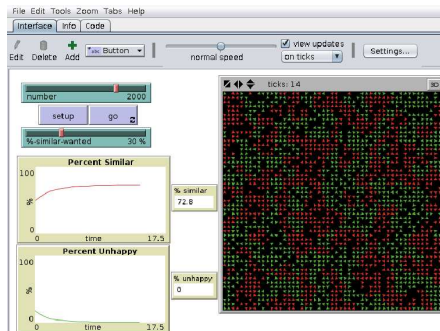 File Edit Tools Zoom Tabs Help
Interface Info Code
Edit Delete Add abc Button normal speed view updates on ticks Settings...
number 2000
setup go
%-similar-wanted 30 %
ticks: 14 3D
Percent Similar
100
%
0
0 time 17.5
% similar
72.8
Percent Unhappy
100
%
0
0 time 17.5
% unhappy
0